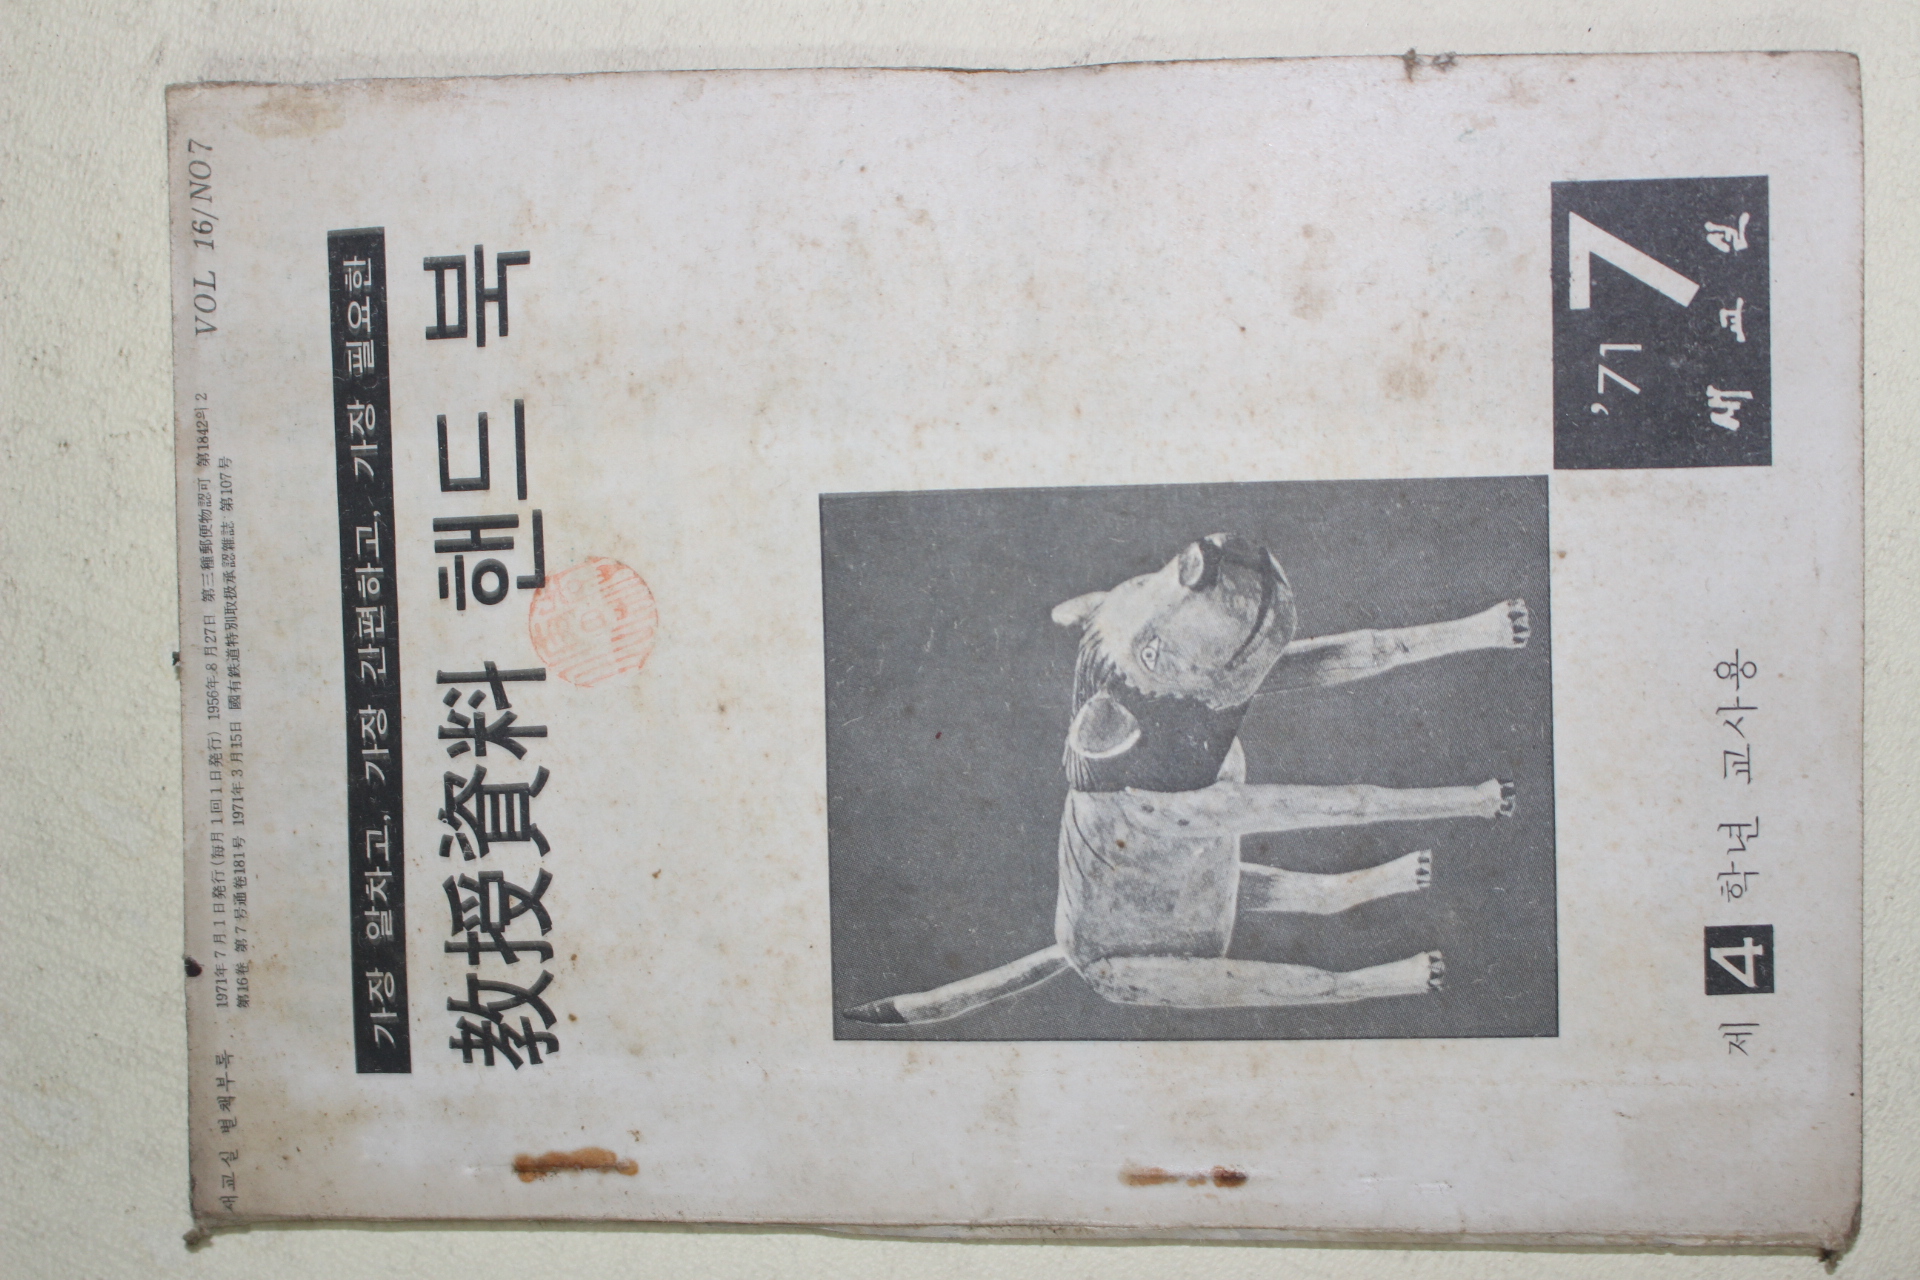 새교실 별책부록
1971年 7月 1日発行 (毎月 1回 1日発行) 1956年 8月 27日 第三種郵便物認可 第1842의 2
第16巻 第7号 通巻181号 1971年 3月 15日 國有鉄道特別取扱承認雜誌 第107号
VOL 16/NO7
가장 알차고, 가장 간편하고, 가장 필요한
教授資料 핸드북
'71 7
새교실
제 4 학년 교사용